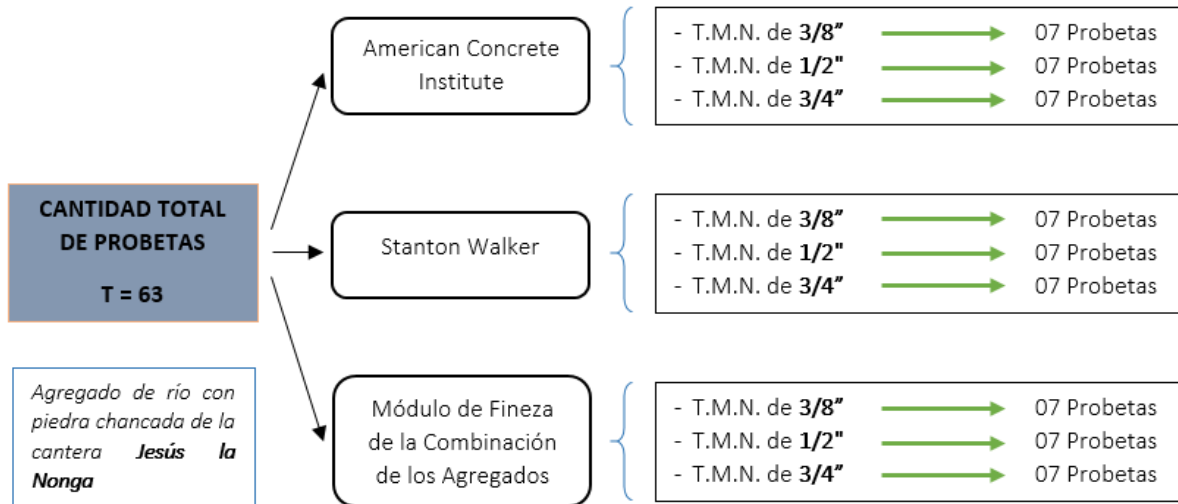 CANTIDAD TOTAL
DE PROBETAS
T = 63
Agregado de río con
piedra chancada de la
cantera Jesús la
Nonga
American Concrete
Institute
- T.M.N. de 3/8” 07 Probetas
- T.M.N. de 1/2" 07 Probetas
- T.M.N. de 3/4” 07 Probetas
Stanton Walker
- T.M.N. de 3/8” 07 Probetas
- T.M.N. de 1/2" 07 Probetas
- T.M.N. de 3/4” 07 Probetas
Módulo de Fineza
de la Combinación
de los Agregados
- T.M.N. de 3/8” 07 Probetas
- T.M.N. de 1/2" 07 Probetas
- T.M.N. de 3/4” 07 Probetas